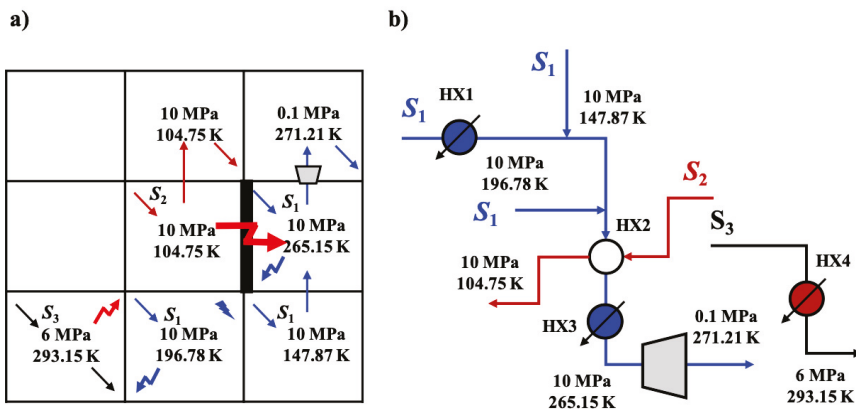 a)
10 MPa
104.75 K
0.1 MPa
271.21 K
S2
10 MPa
104.75 K
S1
10 MPa
265.15 K
S3
6 MPa
293.15 K
S1
10 MPa
196.78 K
S1
10 MPa
147.87 K
b)
S1
HX1
S1
10 MPa
147.87 K
10 MPa
196.78 K
S1
HX2
S2
S3
10 MPa
104.75 K
HX4
HX3
0.1 MPa
271.21 K
10 MPa
265.15 K
6 MPa
293.15 K